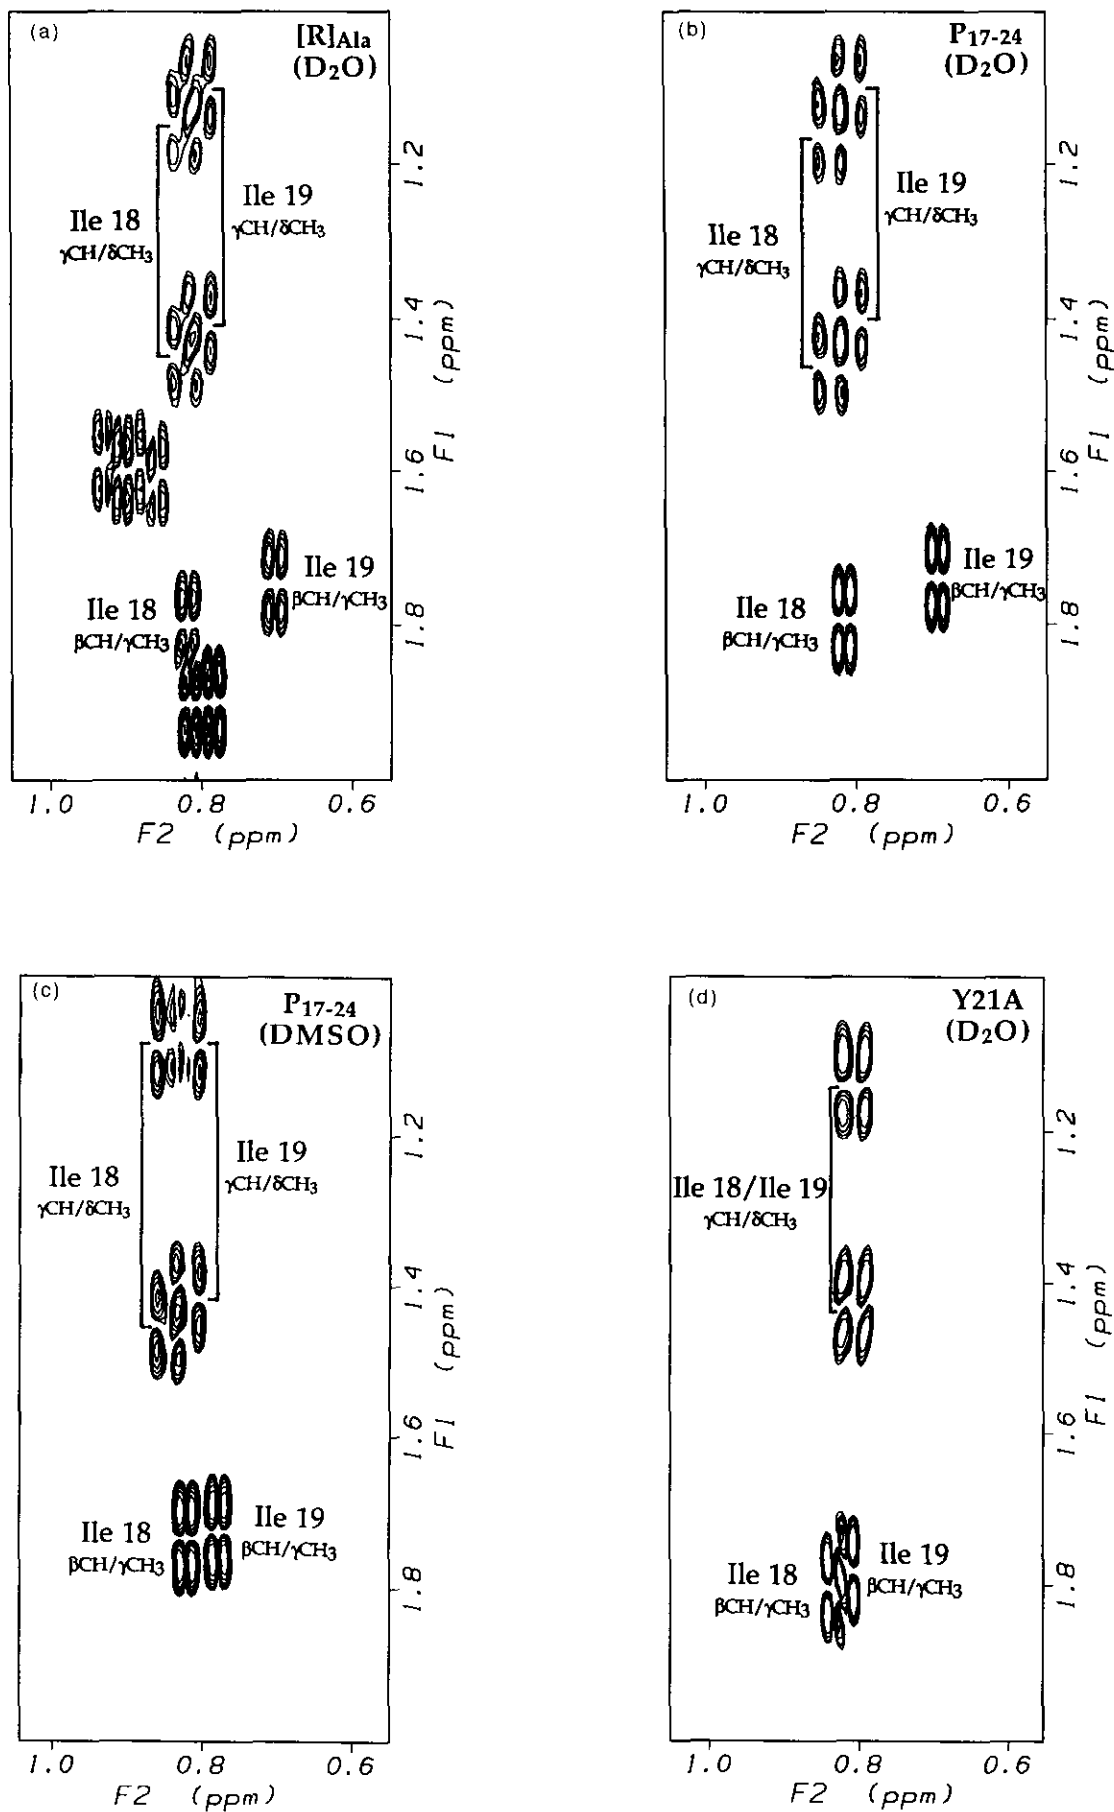 (a)
[R]Ala
(D2O)
Ile 18
γCH/δCH3
Ile 19
γCH/δCH3
Ile 18
βCH/γCH3
Ile 19
βCH/γCH3
1.2
1.4
1.6
1.8
F1 (ppm)
1.0 0.8 0.6
F2 (ppm)
(b)
P17-24
(D2O)
Ile 18
γCH/δCH3
Ile 19
γCH/δCH3
Ile 18
βCH/γCH3
Ile 19
βCH/γCH3
1.2
1.4
1.6
1.8
F1 (ppm)
1.0 0.8 0.6
F2 (ppm)
(c)
P17-24
(DMSO)
Ile 18
γCH/δCH3
Ile 19
γCH/δCH3
Ile 18
βCH/γCH3
Ile 19
βCH/γCH3
1.2
1.4
1.6
1.8
F1 (ppm)
1.0 0.8 0.6
F2 (ppm)
(d)
Y21A
(D2O)
Ile 18/Ile 19
γCH/δCH3
Ile 18
βCH/γCH3
Ile 19
βCH/γCH3
1.2
1.4
1.6
1.8
F1 (ppm)
1.0 0.8 0.6
F2 (ppm)